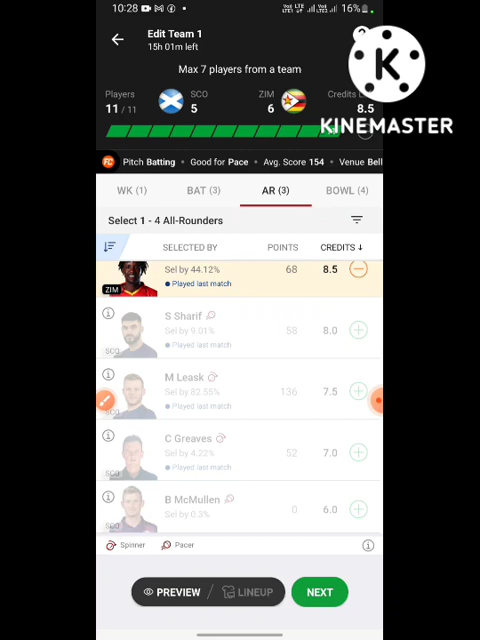 10:28 16%
Edit Team 1
15h 01m left
Max 7 players from a team
Players SCO ZIM Credits L
11 / 11 5 6 8.5
KINEMASTER
FC Pitch Batting • Good for Pace • Avg. Score 154 • Venue Bell
WK (1) BAT (3) AR (3) BOWL (4)
Select 1 - 4 All-Rounders
SELECTED BY POINTS CREDITS ↓
Sel by 44.12% 68 8.5
ZIM Played last match
S Sharif
Sel by 9.01% 58 8.0
SCO Played last match
M Leask
Sel by 82.55% 136 7.5
SCO Played last match
C Greaves
Sel by 4.22% 52 7.0
SCO Played last match
B McMullen
Sel by 0.3% 0 6.0
SCO
Spinner Pacer
PREVIEW / LINEUP NEXT